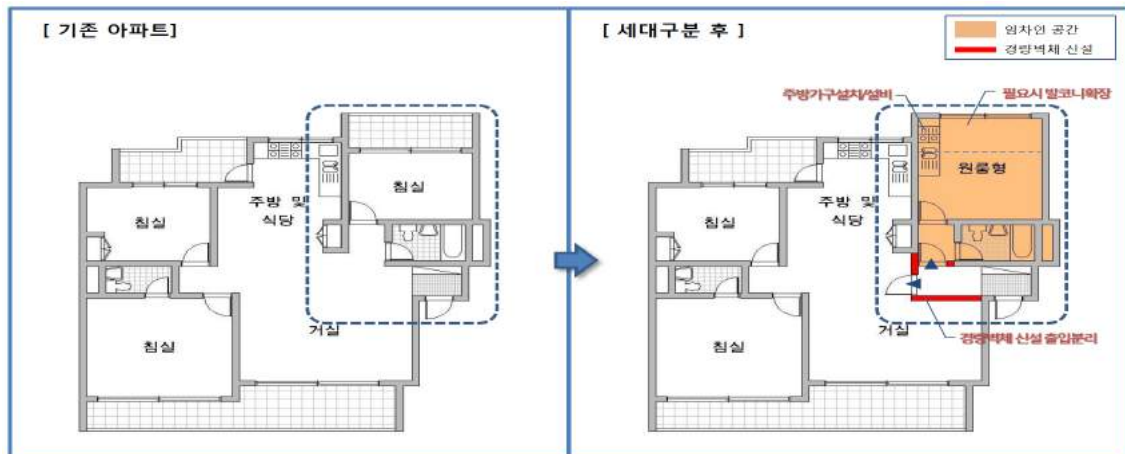 [ 기존 아파트]
침실
침실
주방 및
식당
거실
침실
[ 세대구분 후 ]
임차인 공간
경량벽체 신설
주방가구설치/설비
필요시 발코니확장
원룸형
침실
주방 및
식당
거실
침실
경량벽체 신설 출입분리